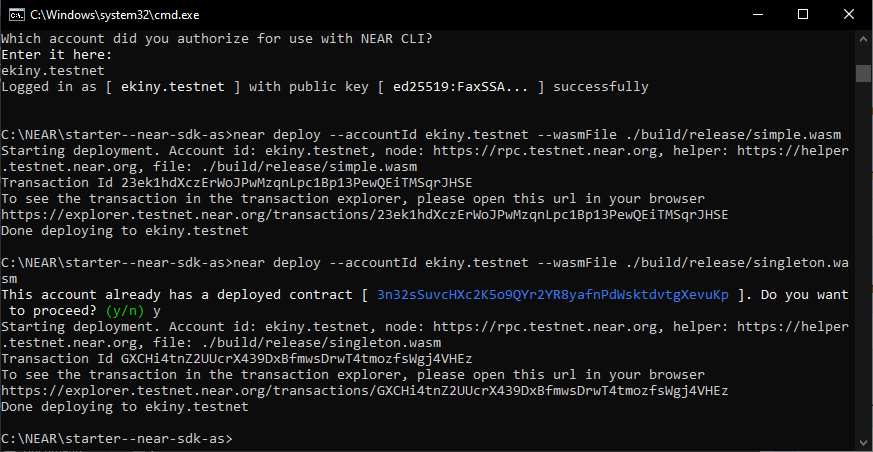 C:\Windows\system32\cmd.exe
Which account did you authorize for use with NEAR CLI?
Enter it here:
ekiny.testnet
Logged in as [ ekiny.testnet ] with public key [ ed25519:FaxSSA... ] successfully
C:\NEAR\starter--near-sdk-as>near deploy --accountId ekiny.testnet --wasmFile ./build/release/simple.wasm
Starting deployment. Account id: ekiny.testnet, node: https://rpc.testnet.near.org, helper: https://helper
.testnet.near.org, file: ./build/release/simple.wasm
Transaction Id 23ek1hdXczErWoJPwMzqnLpc1Bp13PewQEiTMSqrJHSE
To see the transaction in the transaction explorer, please open this url in your browser
https://explorer.testnet.near.org/transactions/23ek1hdXczErWoJPwMzqnLpc1Bp13PewQEiTMSqrJHSE
Done deploying to ekiny.testnet
C:\NEAR\starter--near-sdk-as>near deploy --accountId ekiny.testnet --wasmFile ./build/release/singleton.wa
sm
This account already has a deployed contract [ 3n32sSuvcHXc2K5o9QYr2YR8yafnPdWsktdvtgXevuKp ]. Do you want
to proceed? (y/n) y
Starting deployment. Account id: ekiny.testnet, node: https://rpc.testnet.near.org, helper: https://helper
.testnet.near.org, file: ./build/release/singleton.wasm
Transaction Id GXCHi4tnZ2UUcrX439DxBfmwsDrwT4tmozfsWgj4VHEz
To see the transaction in the transaction explorer, please open this url in your browser
https://explorer.testnet.near.org/transactions/GXCHi4tnZ2UUcrX439DxBfmwsDrwT4tmozfsWgj4VHEz
Done deploying to ekiny.testnet
C:\NEAR\starter--near-sdk-as>